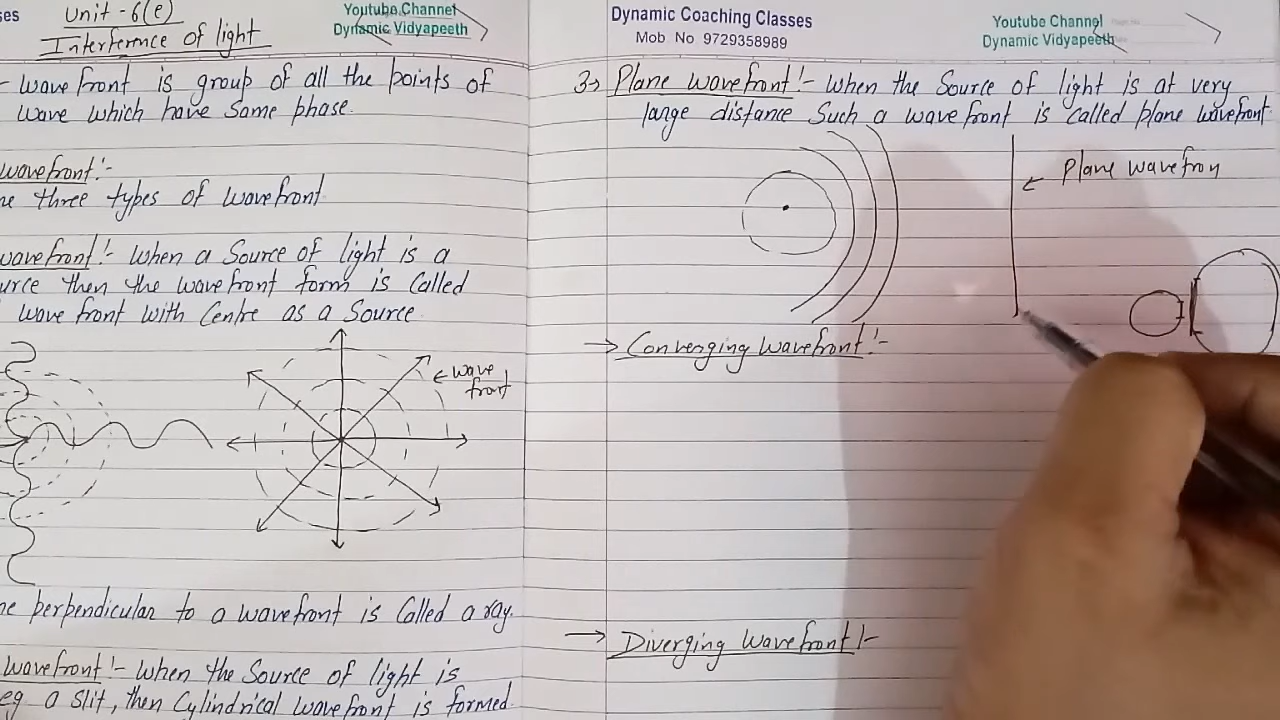 ses
Unit - 6(e)
Youtube Channel
Dynamic Vidyapeeth
Interference of light
- wavefront is group of all the points of
wave which have same phase.
wavefront:-
three types of wavefront
wavefront:- When a Source of light is a
urce then the wavefront form is Called
wave front with Centre as a Source.
← wave
front
ne perpendicular to a wavefront is Called a ray.
wavefront:- When the Source of light is
eg a slit, then Cylindrical wavefront is formed.
Dynamic Coaching Classes
Mob No 9729358989
Youtube Channel
Dynamic Vidyapeeth
3→ Plane wavefront:- When the Source of light is at very
large distance Such a wavefront is Called plane wavefront
← Plane wavefron
→ Converging Wavefront:-
→ Diverging Wavefront:-